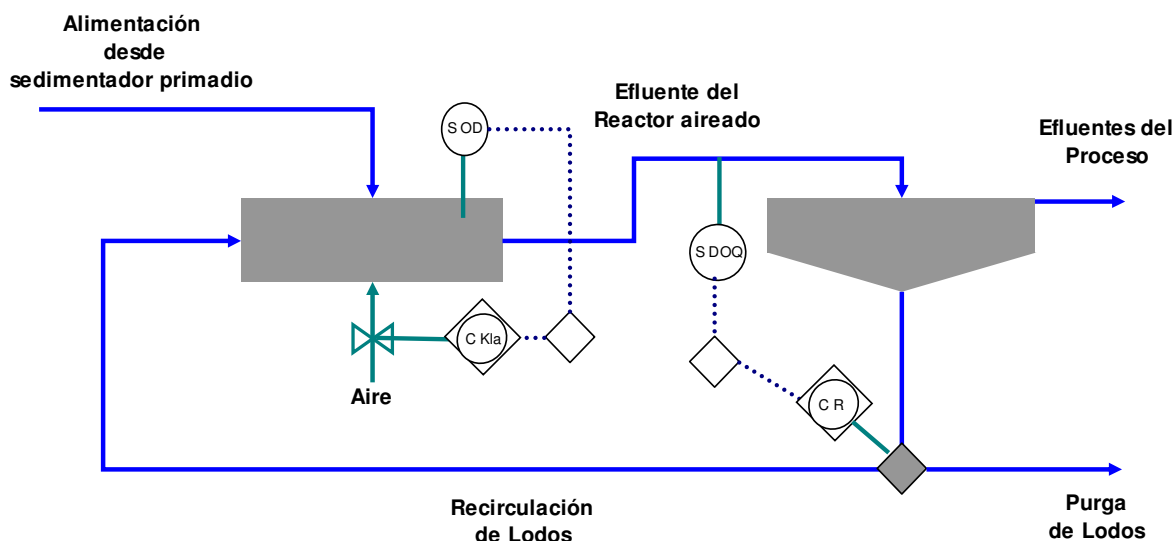 Alimentación
desde
sedimentador primadio
S OD
Efluente del
Reactor aireado
Efluentes del
Proceso
S DOQ
C Kla
Aire
C R
Recirculación
de Lodos
Purga
de Lodos